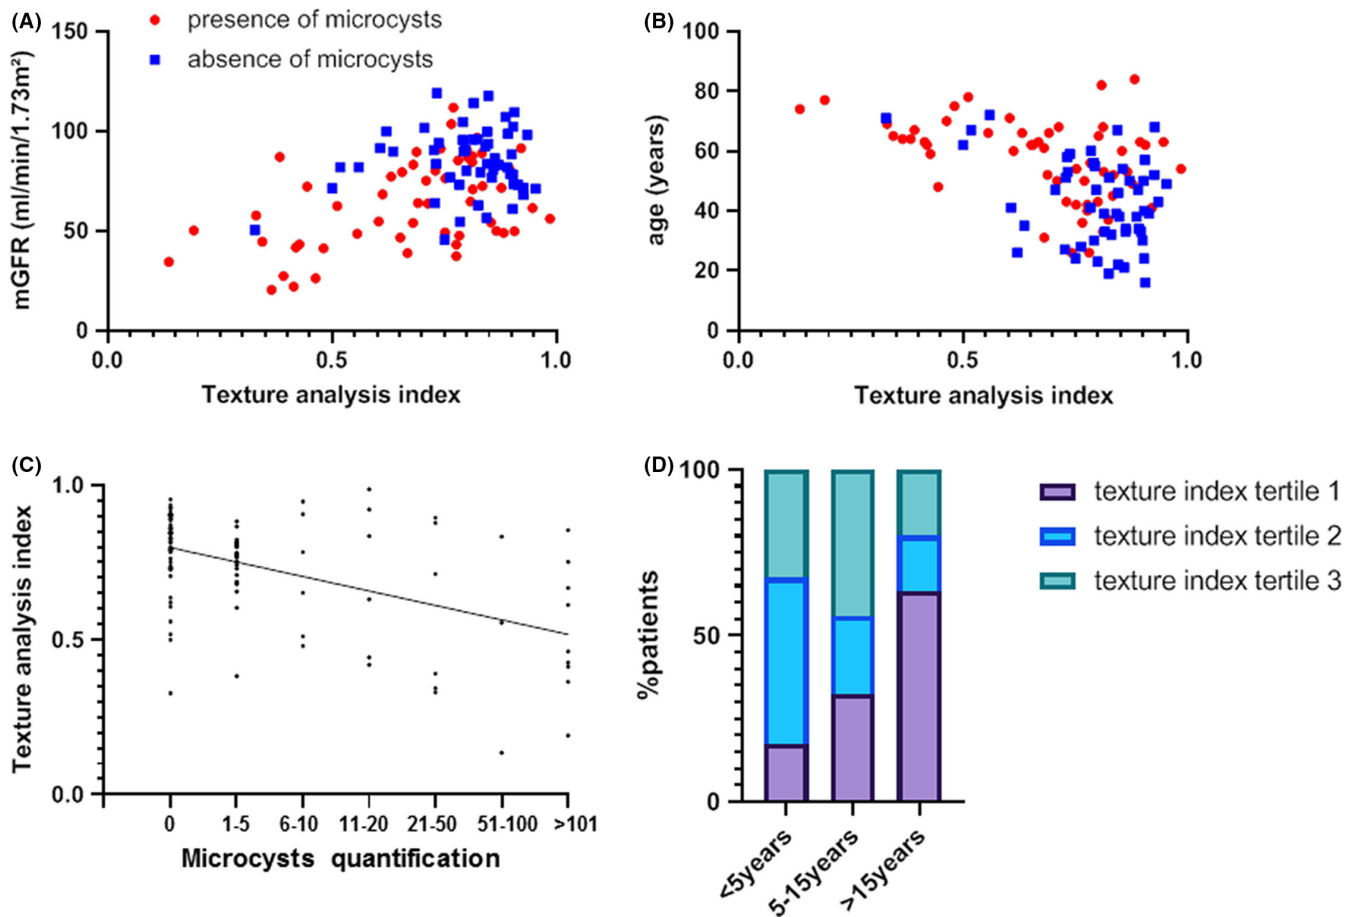 (A)
presence of microcysts
absence of microcysts
mGFR (ml/min/1.73m²)
150
100
50
0
0.0
0.5
1.0
Texture analysis index
(B)
age (years)
100
80
60
40
20
0
0.0
0.5
1.0
Texture analysis index
(C)
Texture analysis index
1.0
0.5
0.0
0
1-5
6-10
11-20
21-50
51-100
>101
Microcysts quantification
(D)
%patients
100
50
0
<5years
5-15years
>15years
texture index tertile 1
texture index tertile 2
texture index tertile 3